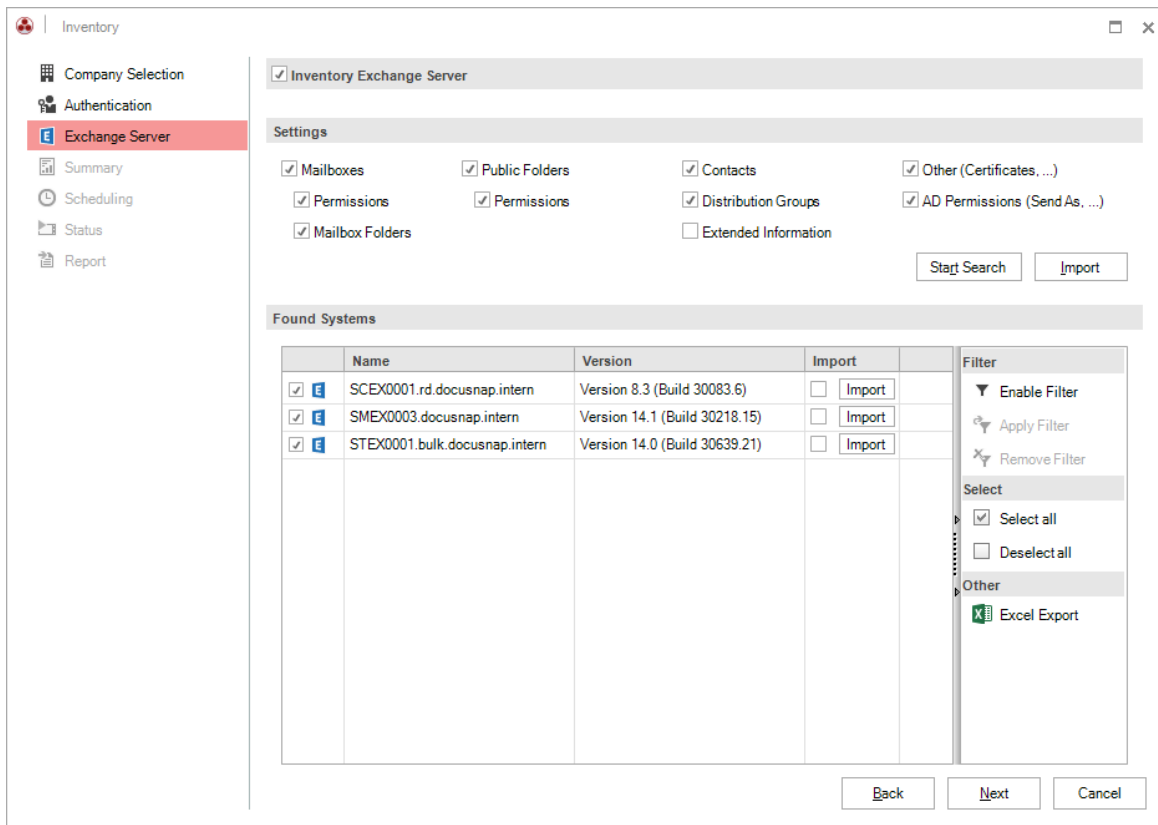 Inventory
Company Selection
Authentication
Exchange Server
Summary
Scheduling
Status
Report
Inventory Exchange Server
Settings
Mailboxes Public Folders Contacts Other (Certificates, ...)
Permissions Permissions Distribution Groups AD Permissions (Send As, ...)
Mailbox Folders Extended Information
Start Search Import
Found Systems
Name Version Import
SCEX0001.rd.docusnap.intern Version 8.3 (Build 30083.6) Import
SMEX0003.docusnap.intern Version 14.1 (Build 30218.15) Import
STEX0001.bulk.docusnap.intern Version 14.0 (Build 30639.21) Import
Filter
Enable Filter
Apply Filter
Remove Filter
Select
Select all
Deselect all
Other
Excel Export
Back Next Cancel